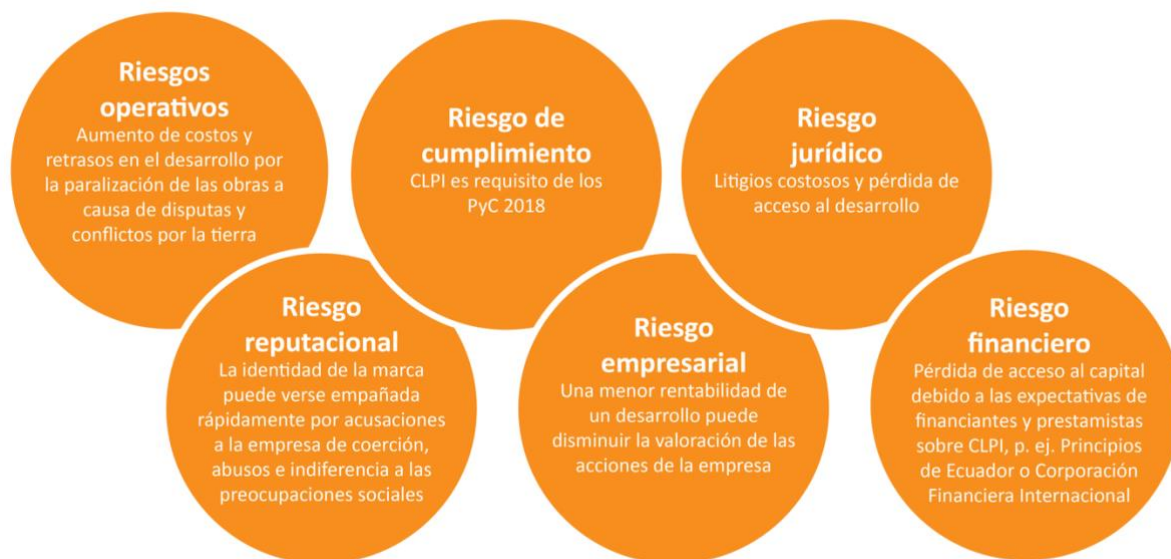 Riesgos
operativos
Aumento de costos y
retrasos en el desarrollo por
la paralización de las obras a
causa de disputas y
conflictos por la tierra
Riesgo de
cumplimiento
CLPI es requisito de los
PyC 2018
Riesgo
jurídico
Litigios costosos y pérdida de
acceso al desarrollo
Riesgo
reputacional
La identidad de la marca
puede verse empañada
rápidamente por acusaciones
a la empresa de coerción,
abusos e indiferencia a las
preocupaciones sociales
Riesgo
empresarial
Una menor rentabilidad de
un desarrollo puede
disminuir la valoración de las
acciones de la empresa
Riesgo
financiero
Pérdida de acceso al capital
debido a las expectativas de
financiantes y prestamistas
sobre CLPI, p. ej. Principios
de Ecuador o Corporación
Financiera Internacional